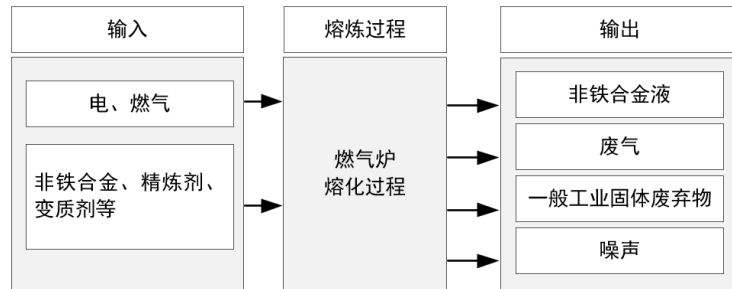 输入
熔炼过程
输出
电、燃气
非铁合金、精炼剂、
变质剂等
燃气炉
熔化过程
非铁合金液
废气
一般工业固体废弃物
噪声